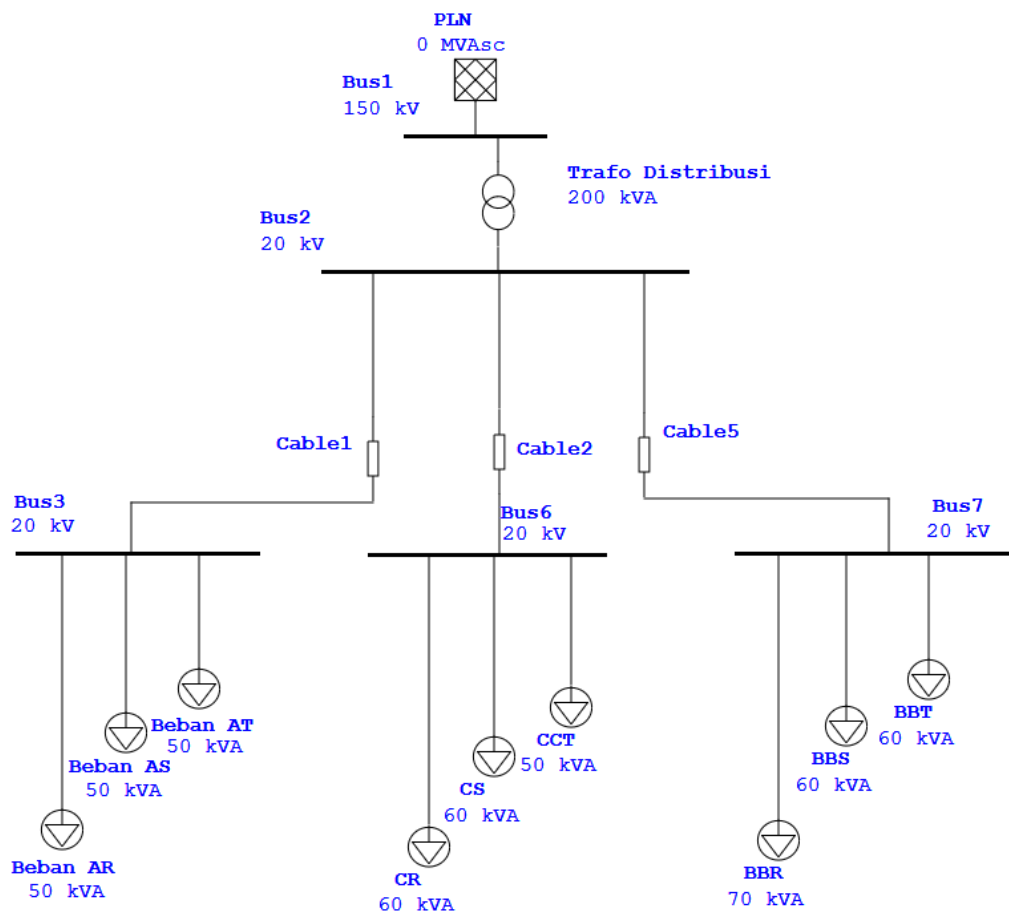 PLN
0 MVAsc
Bus1
150 kV
Trafo Distribusi
200 kVA
Bus2
20 kV
Cable1
Cable2
Cable5
Bus3
20 kV
Bus6
20 kV
Bus7
20 kV
Beban AT
50 kVA
Beban AS
50 kVA
Beban AR
50 kVA
CCT
50 kVA
CS
60 kVA
CR
60 kVA
BBT
60 kVA
BBS
60 kVA
BBR
70 kVA